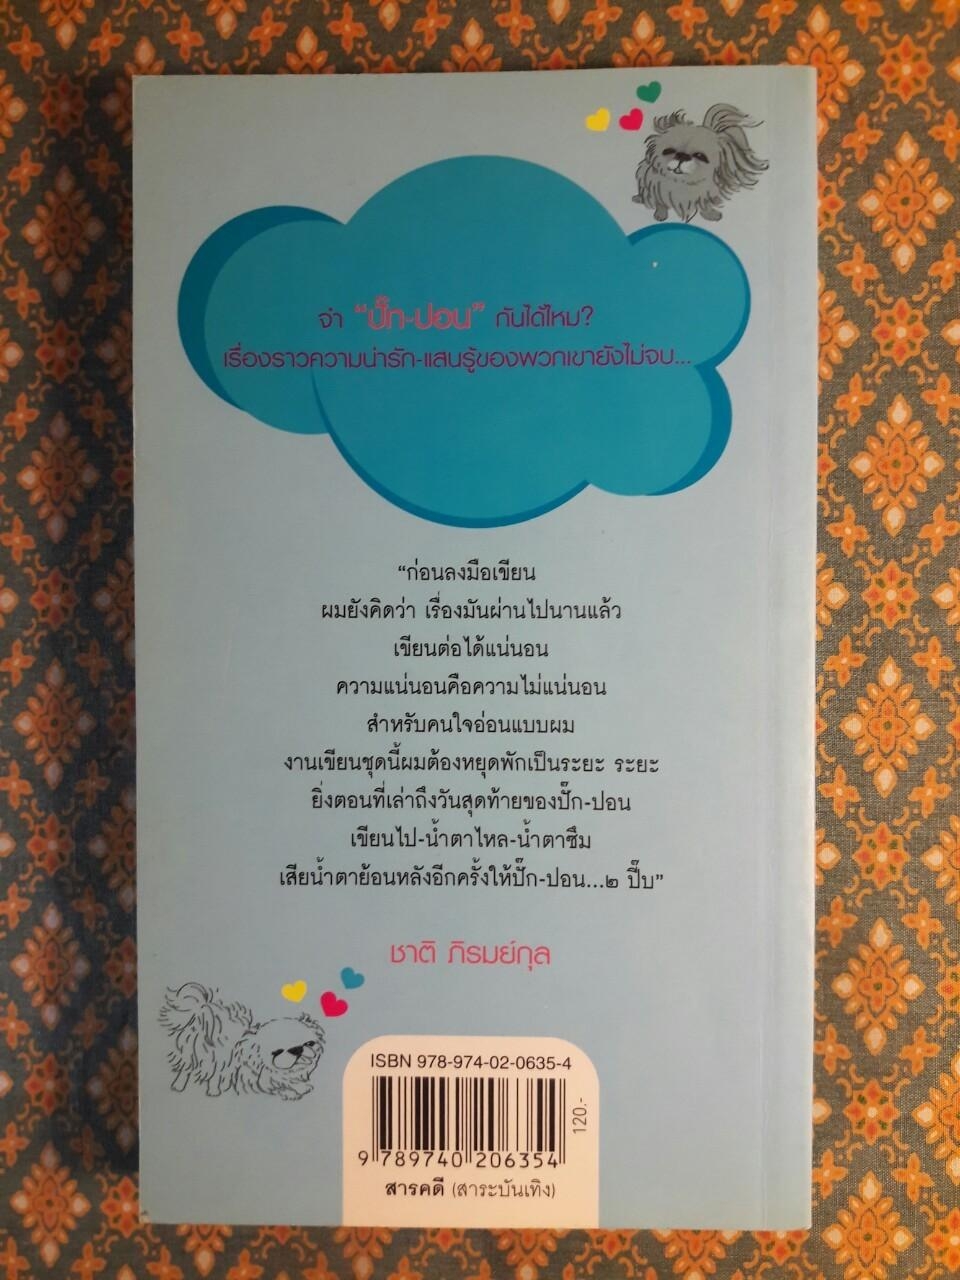 จำ “ปั๊ก-ปอน” กันได้ไหม?
เรื่องราวความน่ารัก-แสนรู้ของพวกเขายังไม่จบ...
“ก่อนลงมือเขียน
ผมยังคิดว่า เรื่องมันผ่านไปนานแล้ว
เขียนต่อได้แน่นอน
ความแน่นอนคือความไม่แน่นอน
สำหรับคนใจอ่อนแบบผม
งานเขียนชุดนี้ผมต้องหยุดพักเป็นระยะ ระยะ
ยิ่งตอนที่เล่าถึงวันสุดท้ายของปั๊ก-ปอน
เขียนไป-น้ำตาไหล-น้ำตาซึม
เสียน้ำตาย้อนหลังอีกครั้งให้ปั๊ก-ปอน...๒ ปี๊บ”
ชาติ ภิรมย์กุล
ISBN 978-974-02-0635-4
120.-
9 789740 206354
สารคดี (สาระบันเทิง)